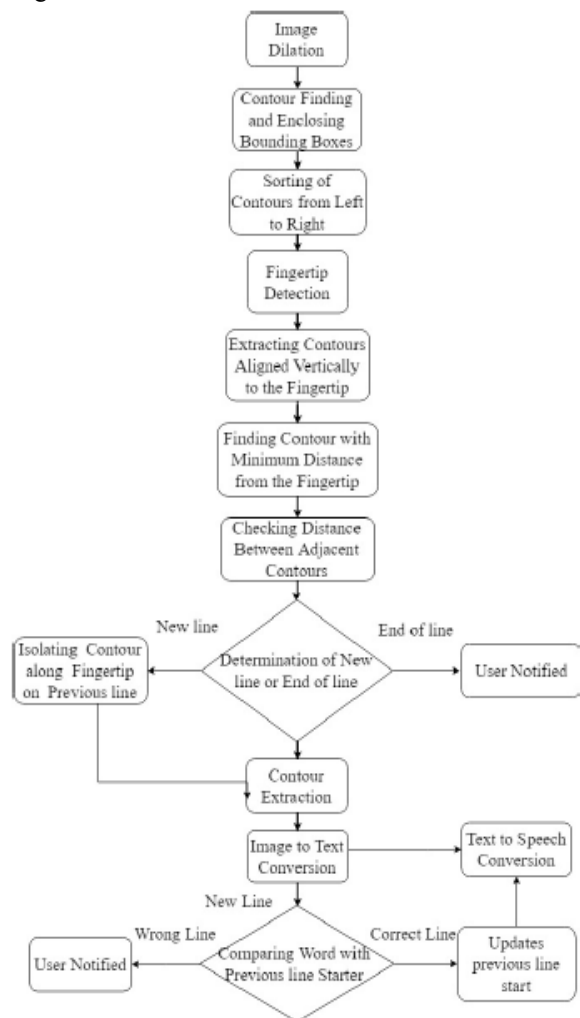 Image
Dilation
Contour Finding
and Enclosing
Bounding Boxes
Sorting of
Contours from Left
to Right
Fingertip
Detection
Extracting Contours
Aligned Vertically
to the Fingertip
Finding Contour with
Minimum Distance
from the Fingertip
Checking Distance
Between Adjacent
Contours
New line
End of line
Isolating Contour
along Fingertip
on Previous line
Determination of New
line or End of line
User Notified
Contour
Extraction
Image to Text
Conversion
Text to Speech
Conversion
New Line
Wrong Line
Correct Line
User Notified
Comparing Word with
Previous line Starter
Updates
previous line
start